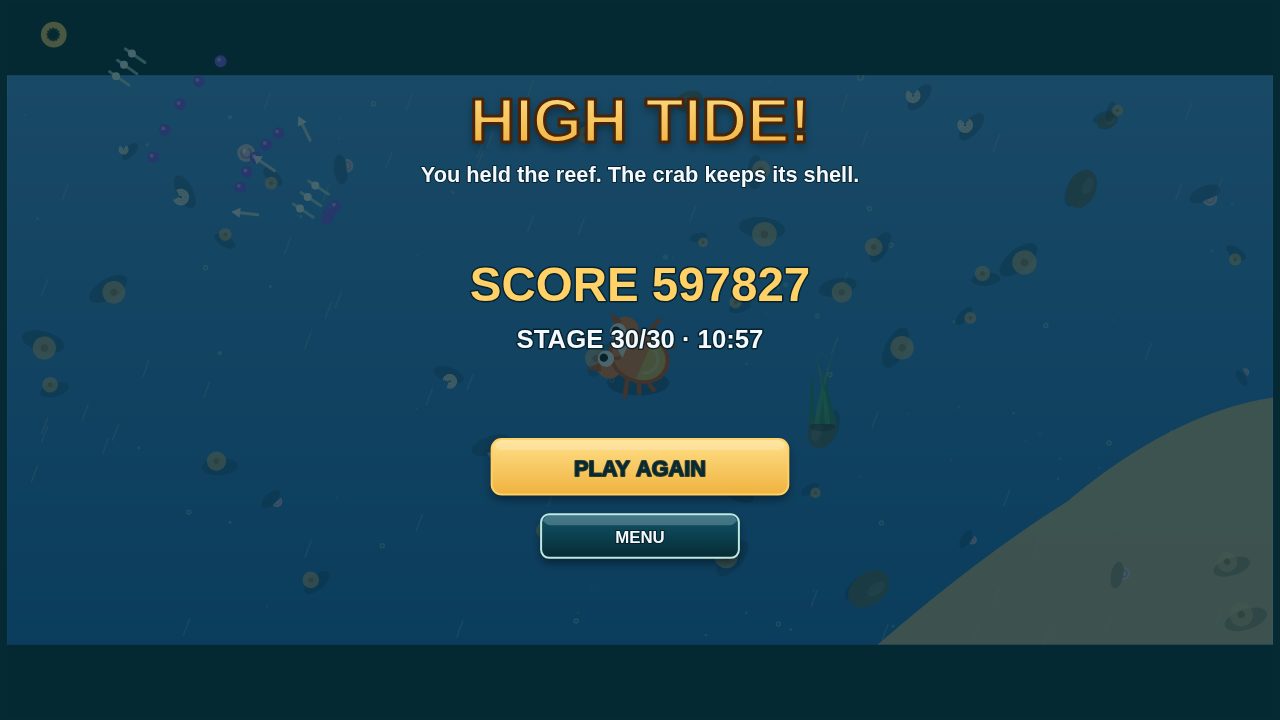 HIGH TIDE!
You held the reef. The crab keeps its shell.
SCORE 597827
STAGE 30/30 · 10:57
PLAY AGAIN
MENU